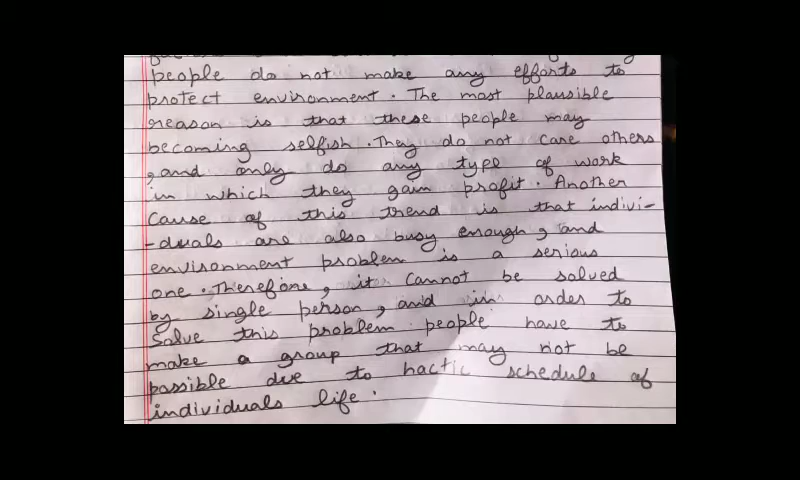 people do not make any efforts to
protect environment. The most plausible
reason is that these people may
becoming selfish. They do not care others
, and only do any type of work
in which they gain profit. Another
cause of this trend is that indivi-
-duals are also busy enough, and
environment problem is a serious
one. Therefore, it cannot be solved
by single person, and in order to
solve this problem people have to
make a group that may not be
possible due to hactic schedule of
individuals life.